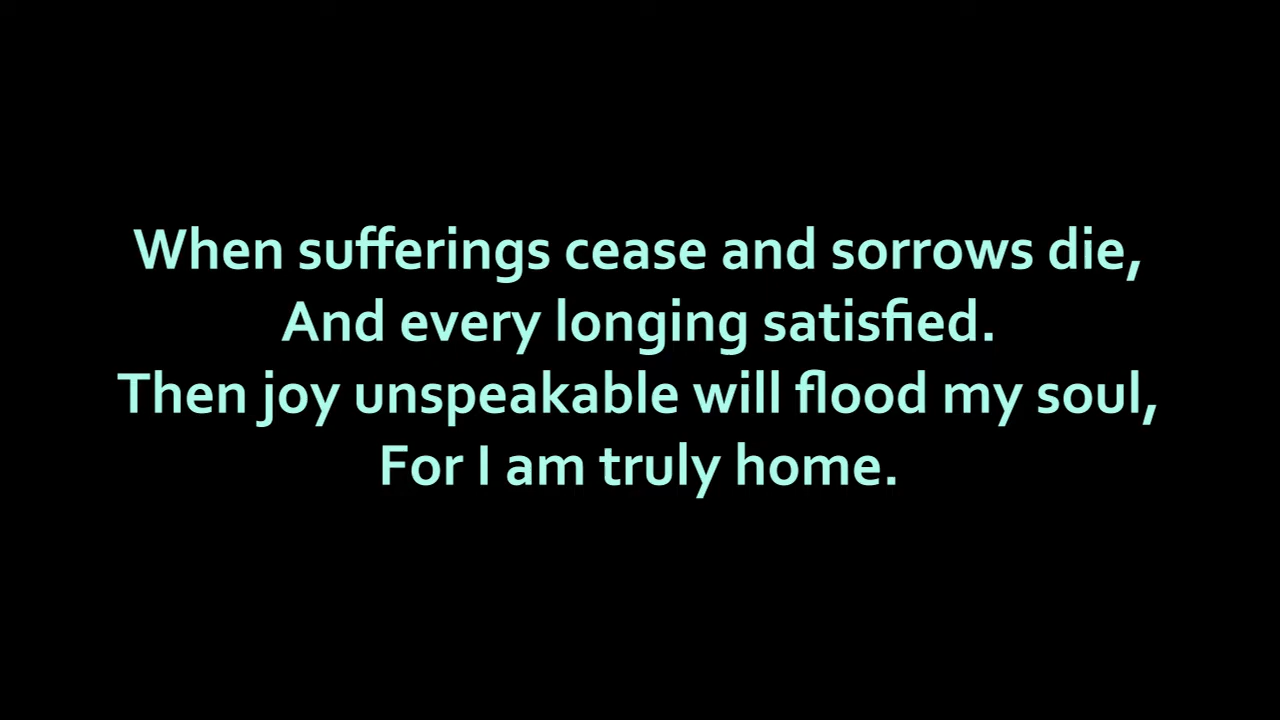 When sufferings cease and sorrows die,
And every longing satisfied.
Then joy unspeakable will flood my soul,
For I am truly home.